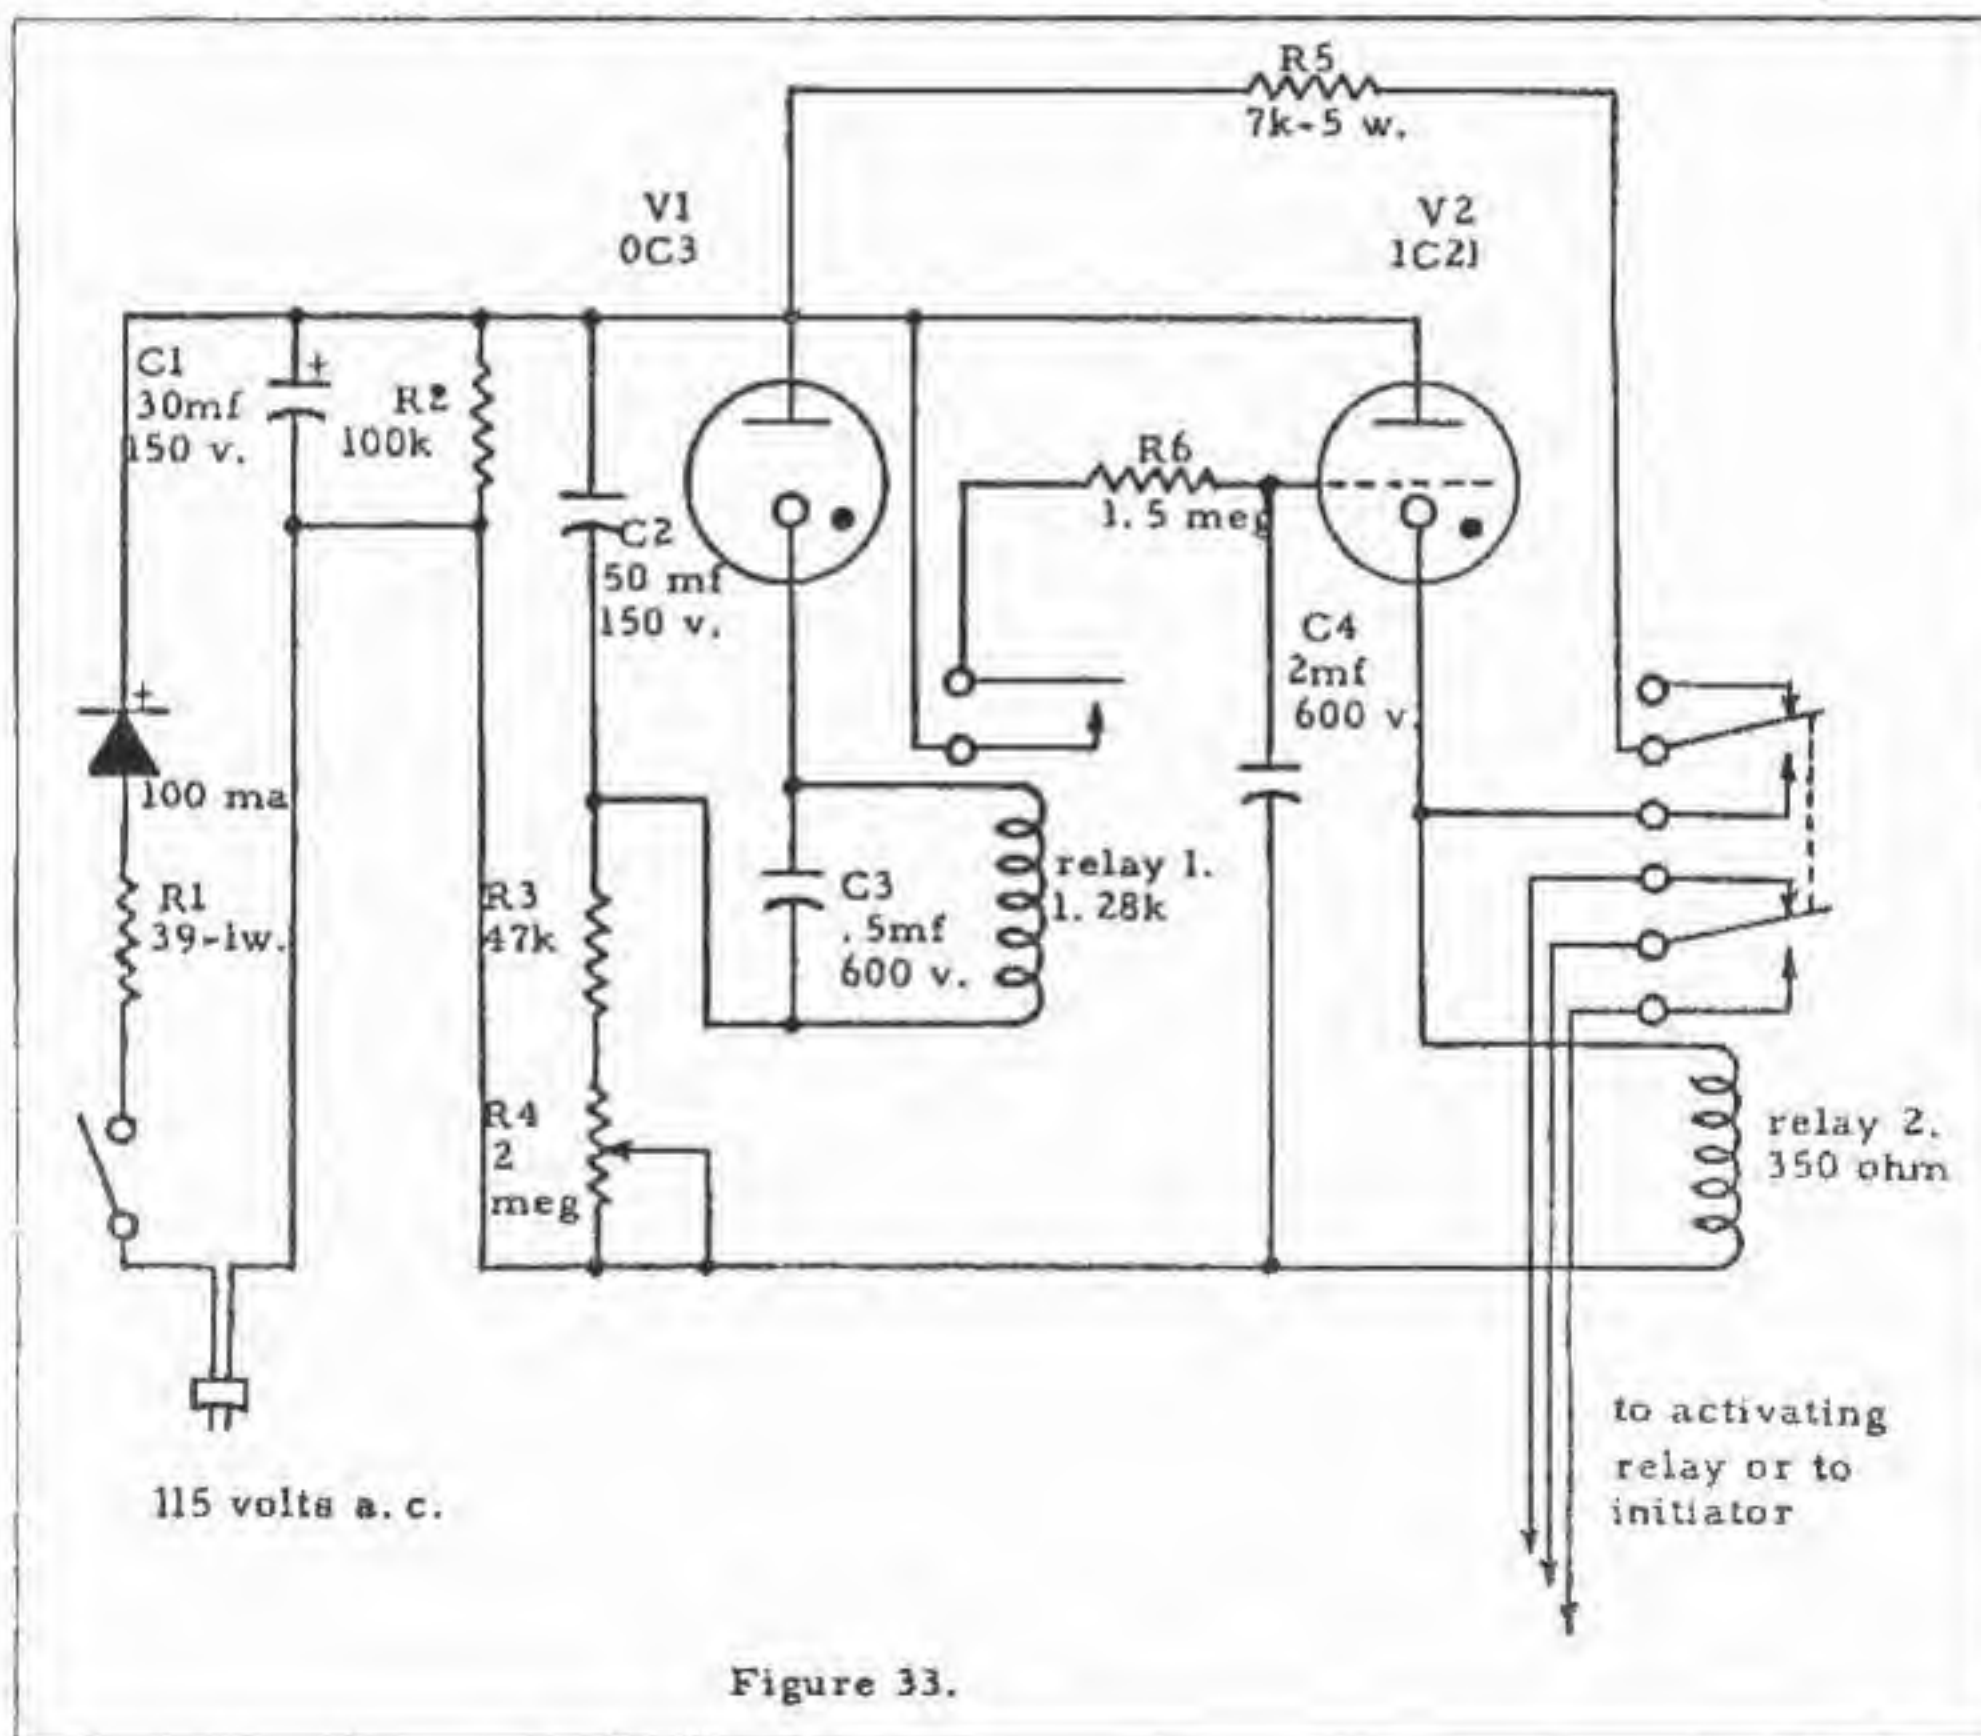 R5
7k-5 w.
V1
0C3
V2
1C21
C1
30mf
150 v.
+
R2
100k
C2
50 mf
150 v.
R6
1.5 meg
C4
2mf
600 v.
+
100 ma
R1
39-1w.
R3
47k
C3
.5mf
600 v.
relay 1.
1.28k
R4
2
meg
relay 2.
350 ohm
115 volts a.c.
to activating
relay or to
initiator
Figure 33.